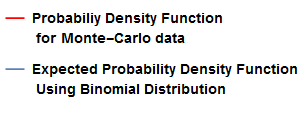 Probabiliy Density Function
for Monte–Carlo data
Expected Probability Density Function
Using Binomial Distribution